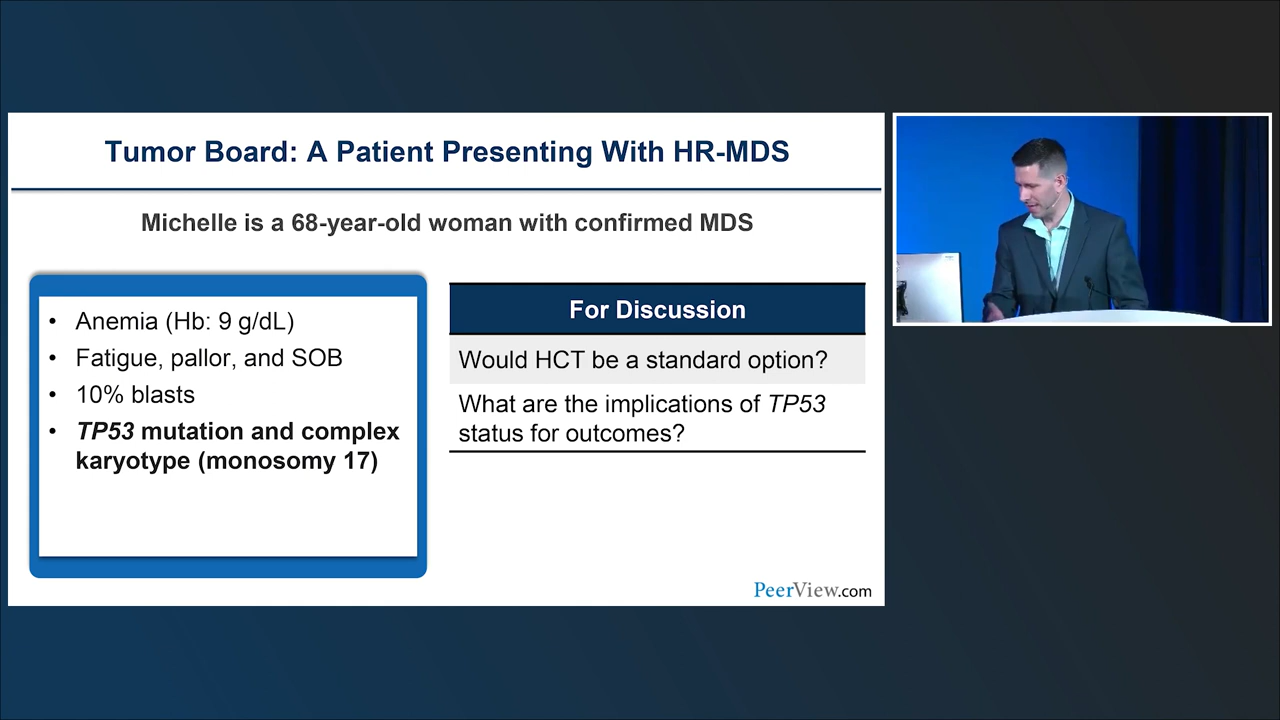 Tumor Board: A Patient Presenting With HR-MDS
Michelle is a 68-year-old woman with confirmed MDS
• Anemia (Hb: 9 g/dL)
• Fatigue, pallor, and SOB
• 10% blasts
• TP53 mutation and complex
karyotype (monosomy 17)
For Discussion
Would HCT be a standard option?
What are the implications of TP53
status for outcomes?
PeerView.com